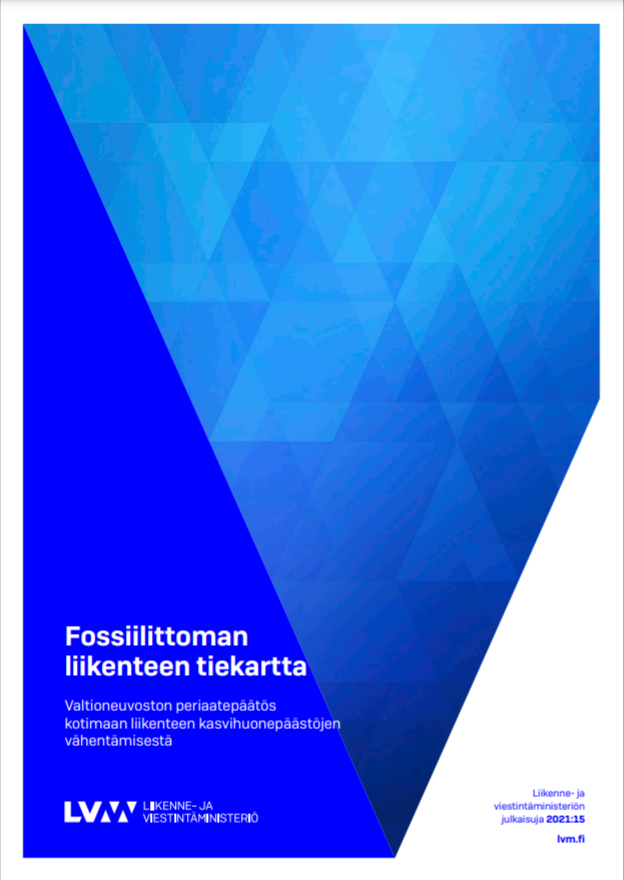 Fossiilittoman
liikenteen tiekartta
Valtioneuvoston periaatepäätös
kotimaan liikenteen kasvihuonepäästöjen
vähentämisestä
LVM
LIIKENNE- JA
VIESTINTÄMINISTERIÖ
Liikenne- ja
viestintäministeriön
julkaisuja 2021:15
lvm.fi